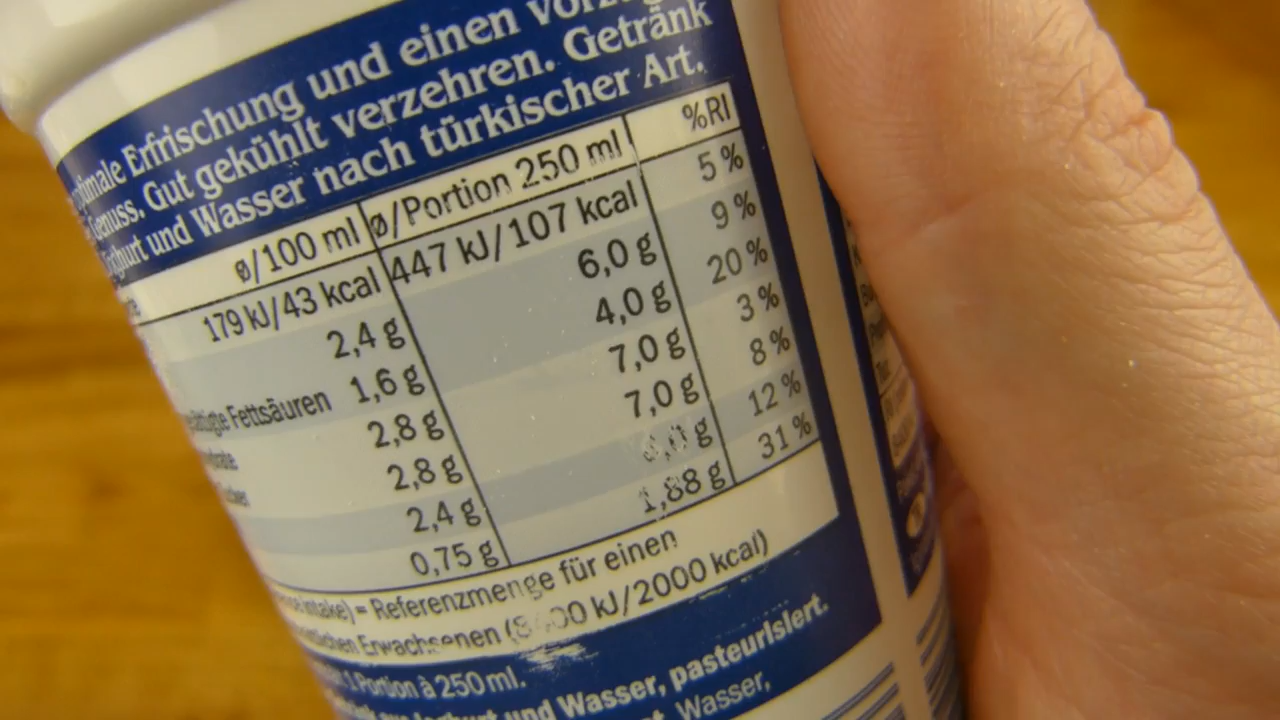 Erfrischung und einen
Genuss. Gut gekühlt verzehren. Getränk
und Wasser nach türkischer Art.
ø/100 ml ø/Portion 250 ml %RI
179 kJ/43 kcal 447 kJ/107 kcal 5 %
2,4 g 6,0 g 9 %
Fettsäuren 1,6 g 4,0 g 20 %
2,8 g 7,0 g 3 %
2,8 g 7,0 g 8 %
2,4 g 12 %
0,75 g 1,88 g 31 %
= Referenzmenge für einen
Erwachsenen kJ/2000 kcal)
1 Portion à 250 ml.
und Wasser, pasteurisiert.
Wasser,